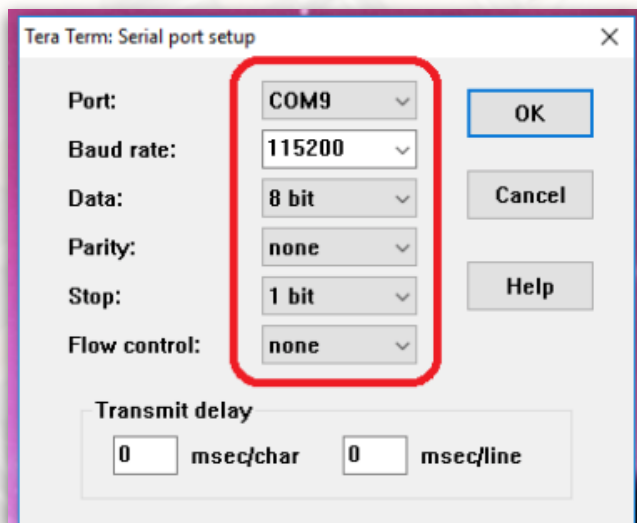 Tera Term: Serial port setup
Port: COM9 OK
Baud rate: 115200
Data: 8 bit Cancel
Parity: none
Stop: 1 bit Help
Flow control: none
Transmit delay
0 msec/char 0 msec/line